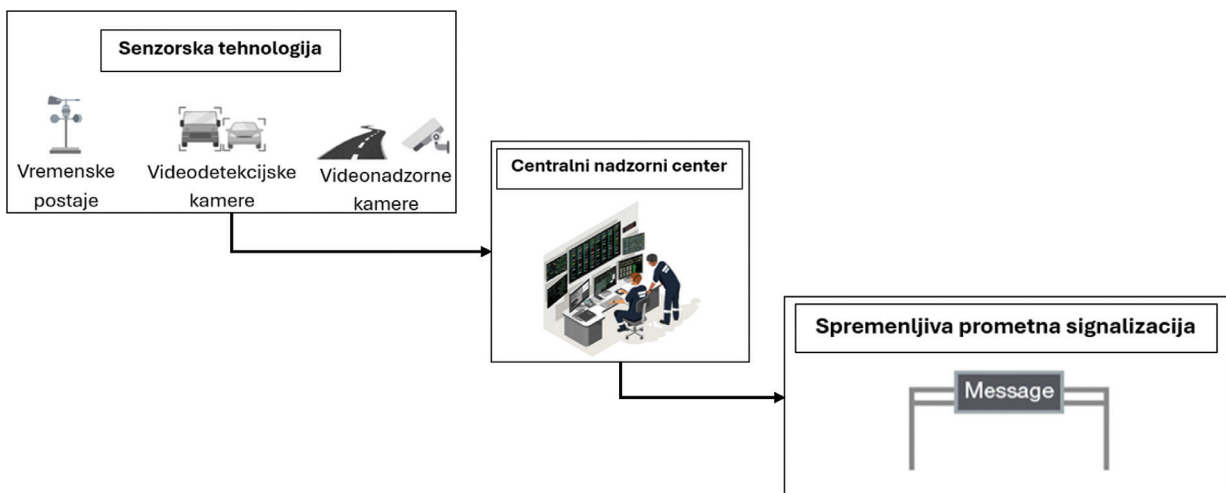 Senzorska tehnologija
Vremenske
postaje
Videodetekcijske
kamere
Videonadzorne
kamere
Centralni nadzorni center
Spremenljiva prometna signalizacija
Message